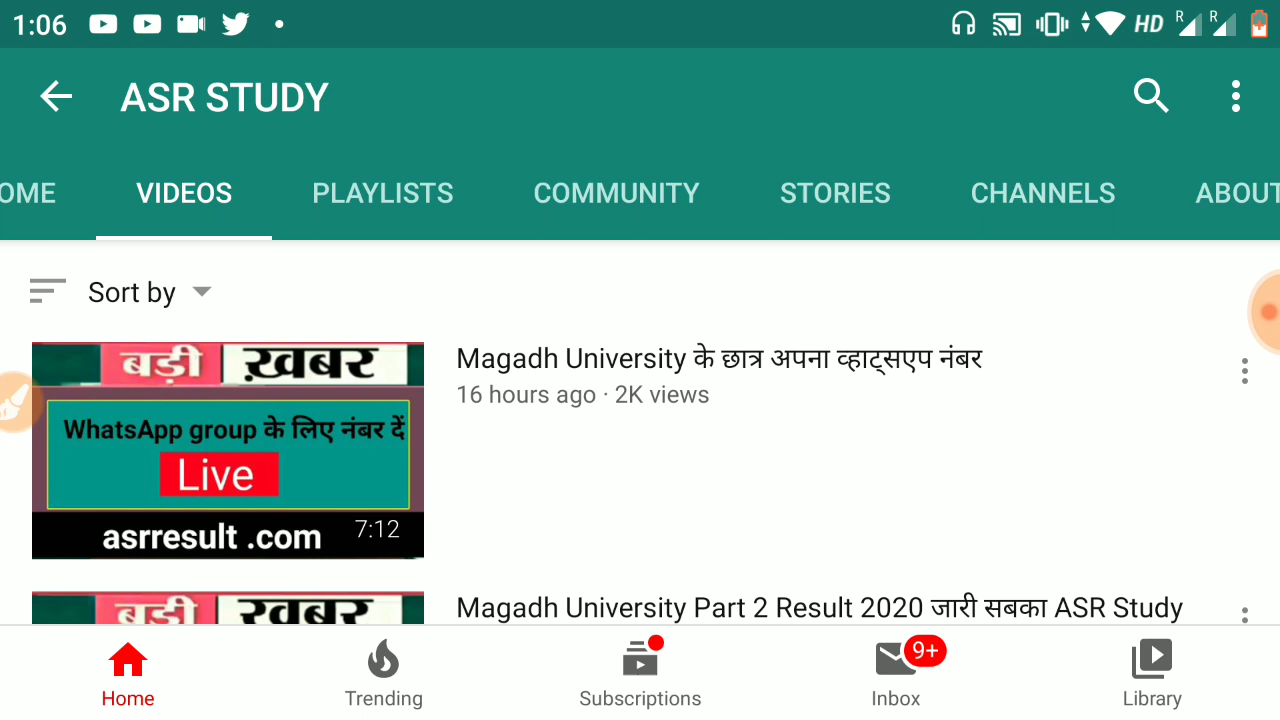 1:06 HD R R
ASR STUDY
OME VIDEOS PLAYLISTS COMMUNITY STORIES CHANNELS ABOUT
Sort by
बड़ी ख़बर
WhatsApp group के लिए नंबर दें
Live
asrresult .com
7:12
Magadh University के छात्र अपना व्हाट्सएप नंबर
16 hours ago · 2K views
बड़ी ख़बर
Magadh University Part 2 Result 2020 जारी सबका ASR Study
9+
Home Trending Subscriptions Inbox Library